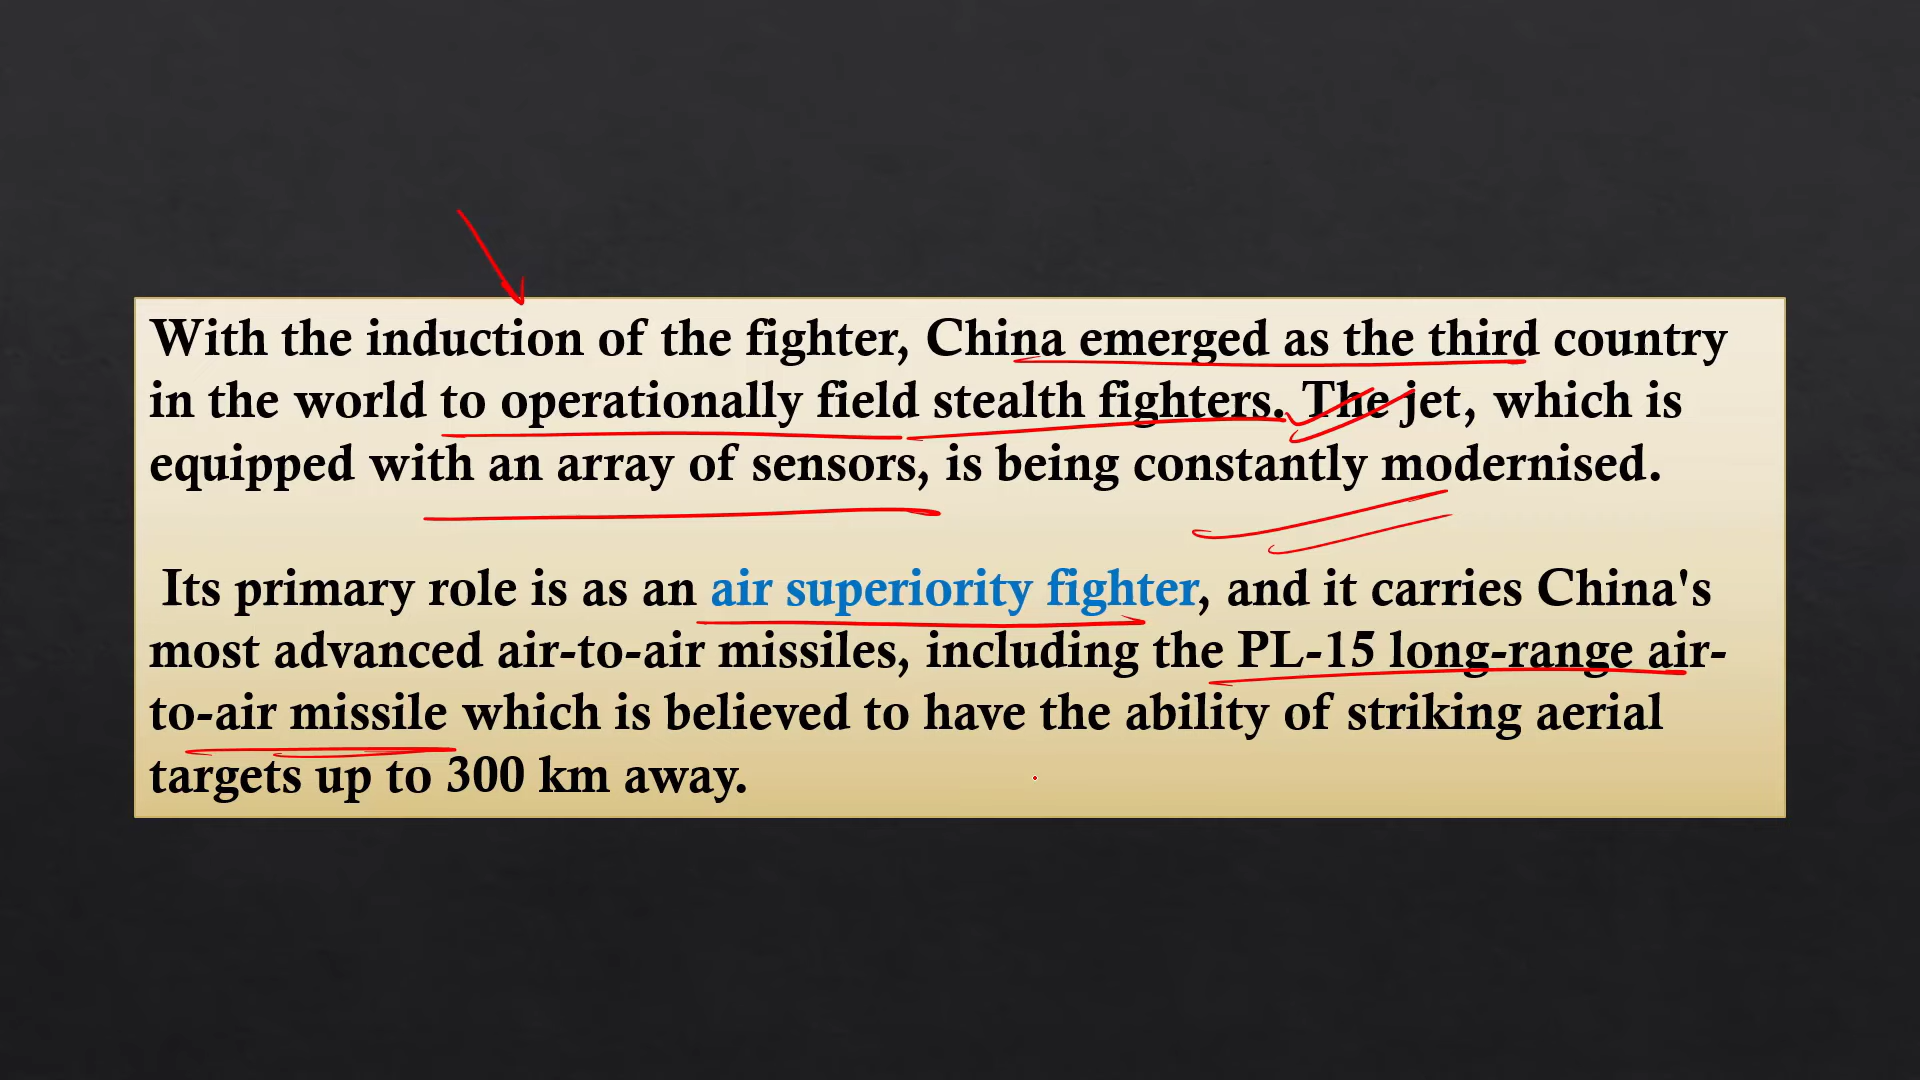 With the induction of the fighter, China emerged as the third country
in the world to operationally field stealth fighters. The jet, which is
equipped with an array of sensors, is being constantly modernised.
Its primary role is as an air superiority fighter, and it carries China's
most advanced air-to-air missiles, including the PL-15 long-range air-
to-air missile which is believed to have the ability of striking aerial
targets up to 300 km away.